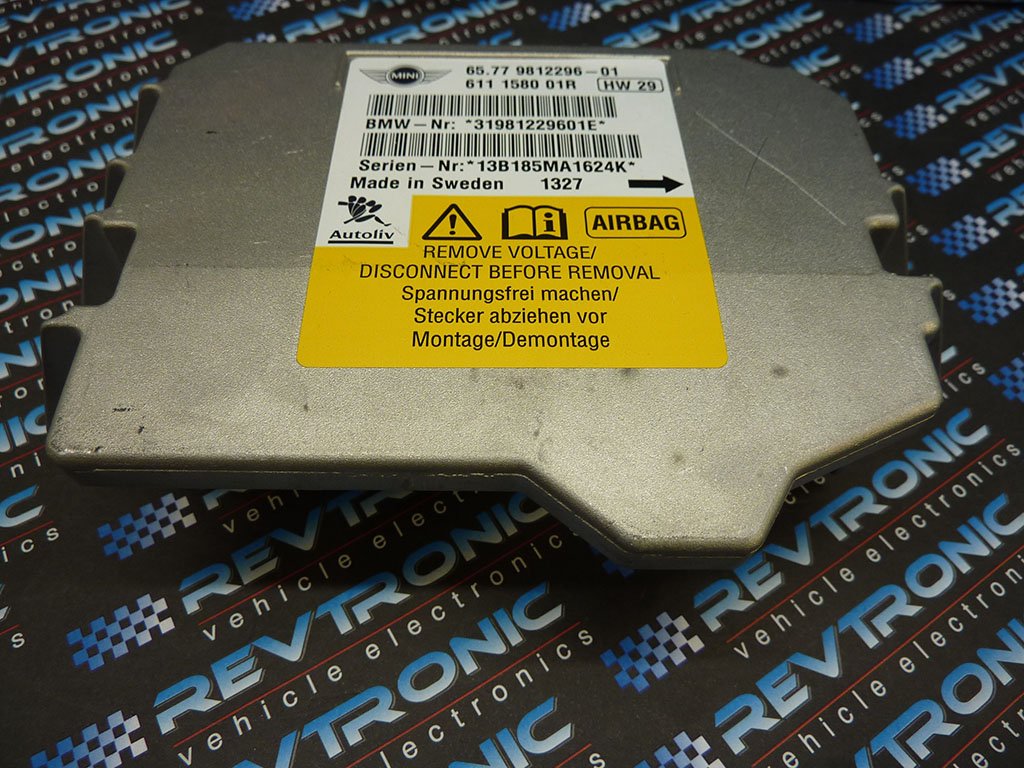 MINI
65.77 9812296-01
611 1580 01R HW 29
BMW-Nr: *31981229601E*
Serien-Nr:*13B185MA1624K*
Made in Sweden 1327
Autoliv
AIRBAG
REMOVE VOLTAGE/
DISCONNECT BEFORE REMOVAL
Spannungsfrei machen/
Stecker abziehen vor
Montage/Demontage
REVTRONIC
vehicle electronics